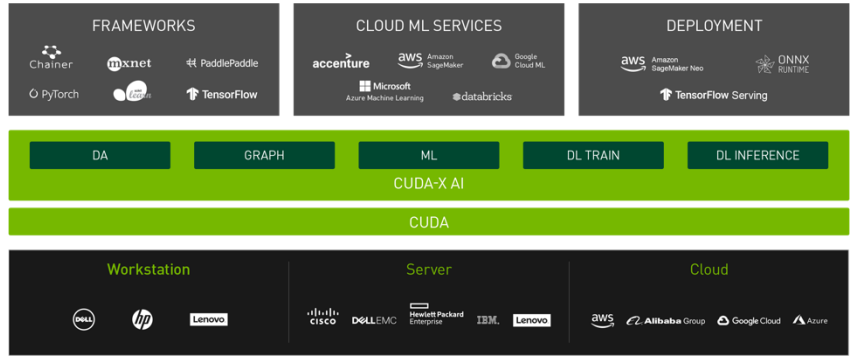 FRAMEWORKS
Chainer
mxnet
PaddlePaddle
PyTorch
learn
TensorFlow
CLOUD ML SERVICES
accenture
aws Amazon
SageMaker
Google
Cloud ML
Microsoft
Azure Machine Learning
databricks
DEPLOYMENT
aws Amazon
SageMaker Neo
ONNX
RUNTIME
TensorFlow Serving
DA
GRAPH
ML
DL TRAIN
DL INFERENCE
CUDA-X AI
CUDA
Workstation
DELL
hp
Lenovo
Server
CISCO
DELLEMC
Hewlett Packard
Enterprise
IBM.
Lenovo
Cloud
aws
Alibaba Group
Google Cloud
Azure